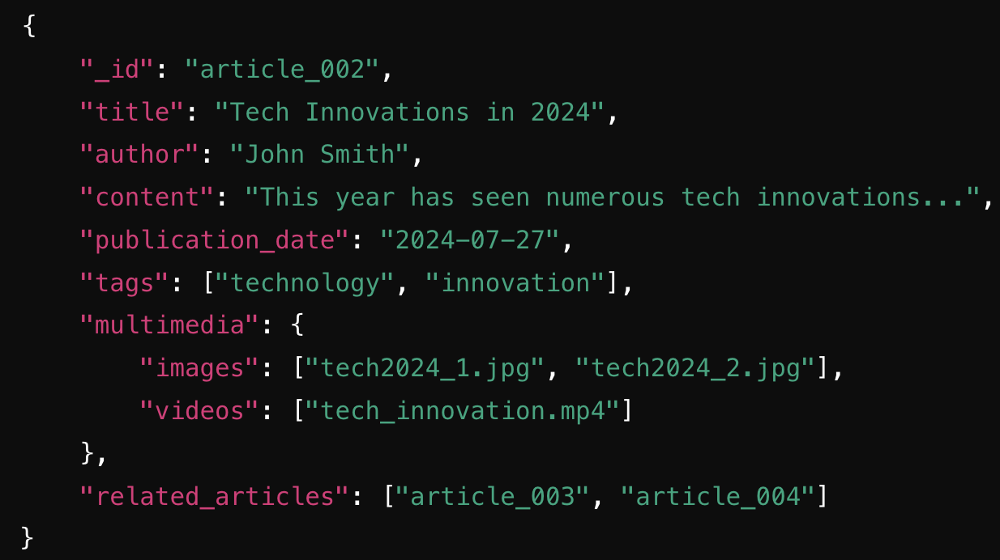 {
"_id": "article_002",
"title": "Tech Innovations in 2024",
"author": "John Smith",
"content": "This year has seen numerous tech innovations...",
"publication_date": "2024-07-27",
"tags": ["technology", "innovation"],
"multimedia": {
"images": ["tech2024_1.jpg", "tech2024_2.jpg"],
"videos": ["tech_innovation.mp4"]
},
"related_articles": ["article_003", "article_004"]
}